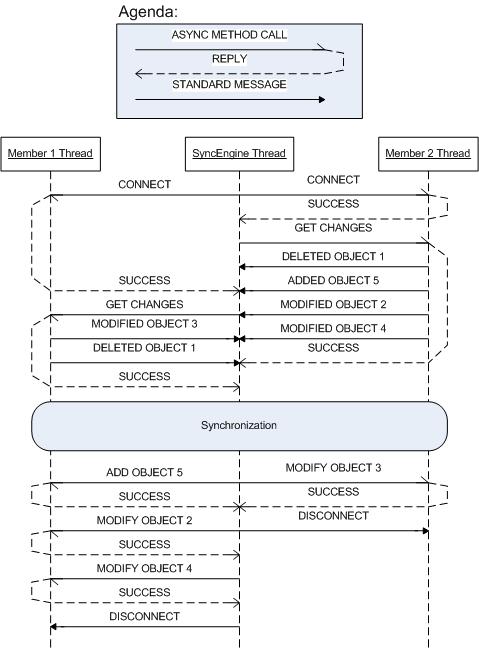 Agenda:
ASYNC METHOD CALL
REPLY
STANDARD MESSAGE
Member 1 Thread
SyncEngine Thread
Member 2 Thread
CONNECT
CONNECT
SUCCESS
GET CHANGES
DELETED OBJECT 1
SUCCESS
ADDED OBJECT 5
GET CHANGES
MODIFIED OBJECT 2
MODIFIED OBJECT 3
MODIFIED OBJECT 4
DELETED OBJECT 1
SUCCESS
SUCCESS
Synchronization
ADD OBJECT 5
MODIFY OBJECT 3
SUCCESS
SUCCESS
MODIFY OBJECT 2
DISCONNECT
SUCCESS
MODIFY OBJECT 4
SUCCESS
DISCONNECT